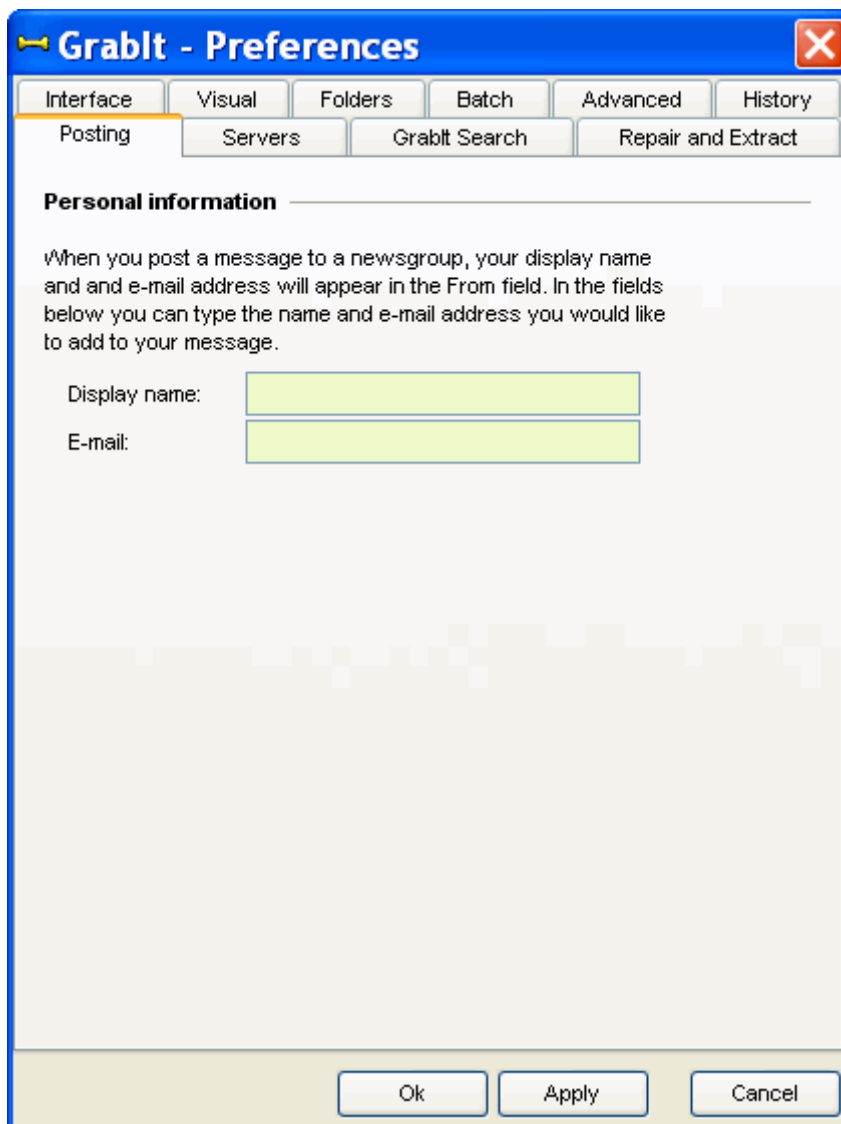 GrabIt - Preferences
Interface Visual Folders Batch Advanced History
Posting Servers GrabIt Search Repair and Extract
Personal information
When you post a message to a newsgroup, your display name
and and e-mail address will appear in the From field. In the fields
below you can type the name and e-mail address you would like
to add to your message.
Display name:
E-mail:
Ok Apply Cancel